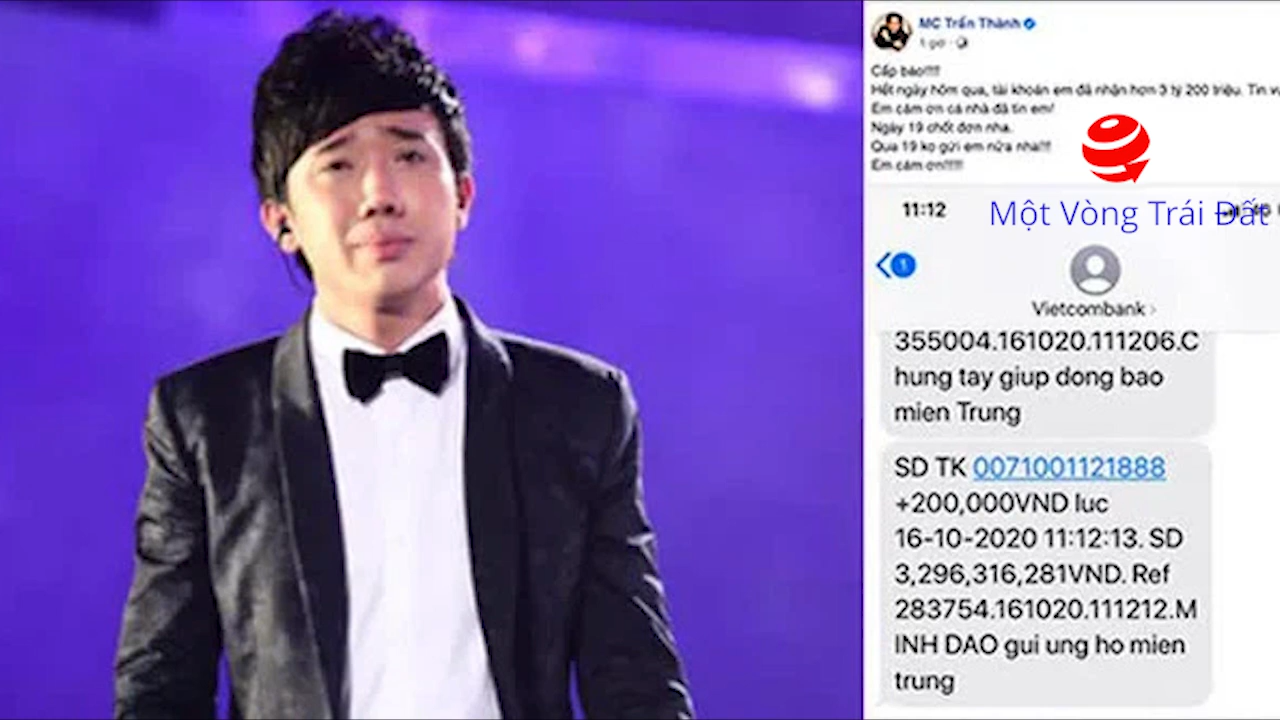 MC Trấn Thành
1 giờ
Cấp báo!!!!
Hết ngày hôm qua, tài khoản em đã nhận hơn 3 tỷ 200 triệu. Tin
Em cảm ơn cả nhà đã tin em!
Ngày 19 chốt đơn nha.
Qua 19 ko gửi em nữa nha!!!
Em cảm ơn!!!!!
11:12
Một Vòng Trái Đất
1
Vietcombank
355004.161020.111206.C
hung tay giup dong bao
mien Trung
SD TK 0071001121888
+200,000VND luc
16-10-2020 11:12:13. SD
3,296,316,281VND. Ref
283754.161020.111212.M
INH DAO gui ung ho mien
trung